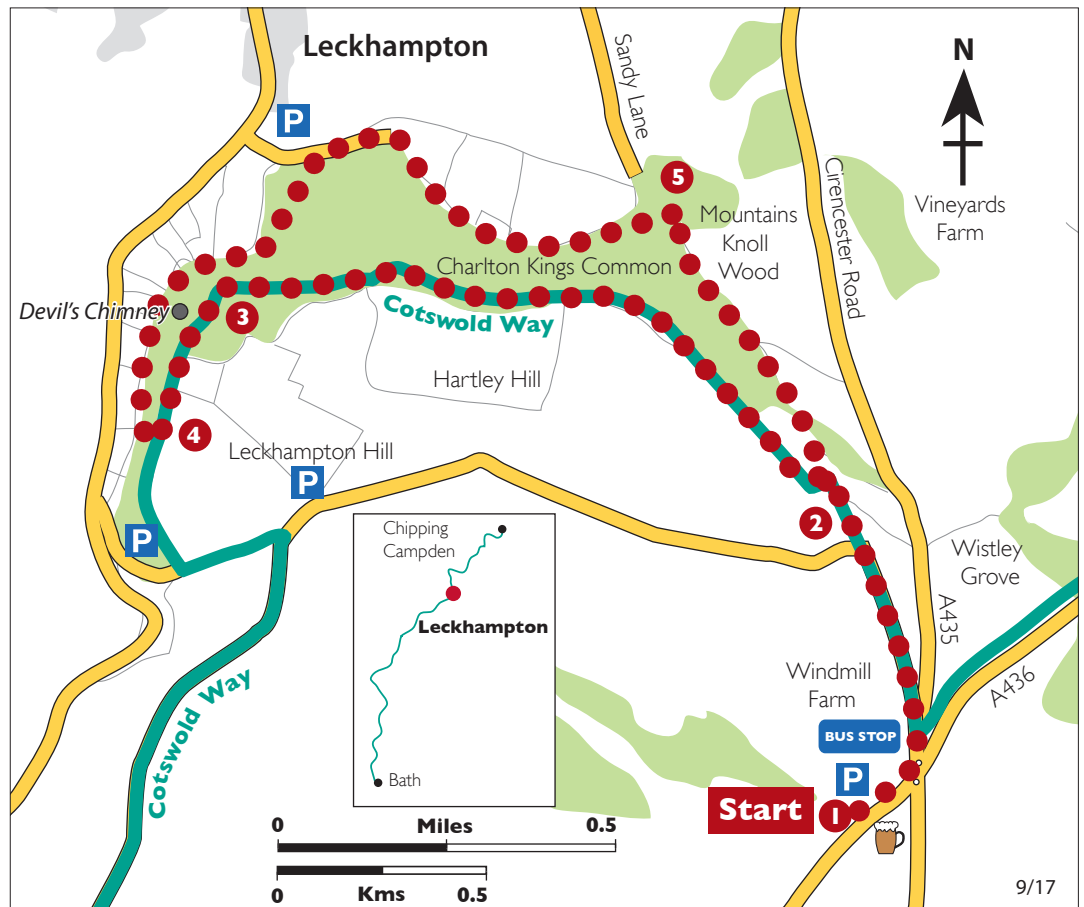 Leckhampton
P
Sandy Lane
N
5
Mountains
Knoll
Wood
Vineyards
Farm
Cirencester Road
Charlton Kings Common
Devil's Chimney
3
Cotswold Way
Hartley Hill
4
Leckhampton Hill
P
P
2
Wistley
Grove
A435
A436
Windmill
Farm
BUS STOP
P
Start
1
Cotswold Way
Chipping
Campden
Leckhampton
Bath
0 Miles 0.5
0 Kms 0.5
9/17